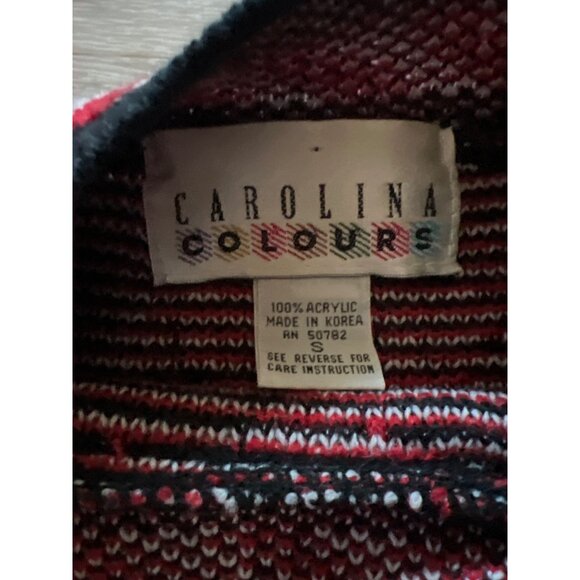 CAROLINA
COLOURS
100% ACRYLIC
MADE IN KOREA
RN 50782
S
SEE REVERSE FOR
CARE INSTRUCTION